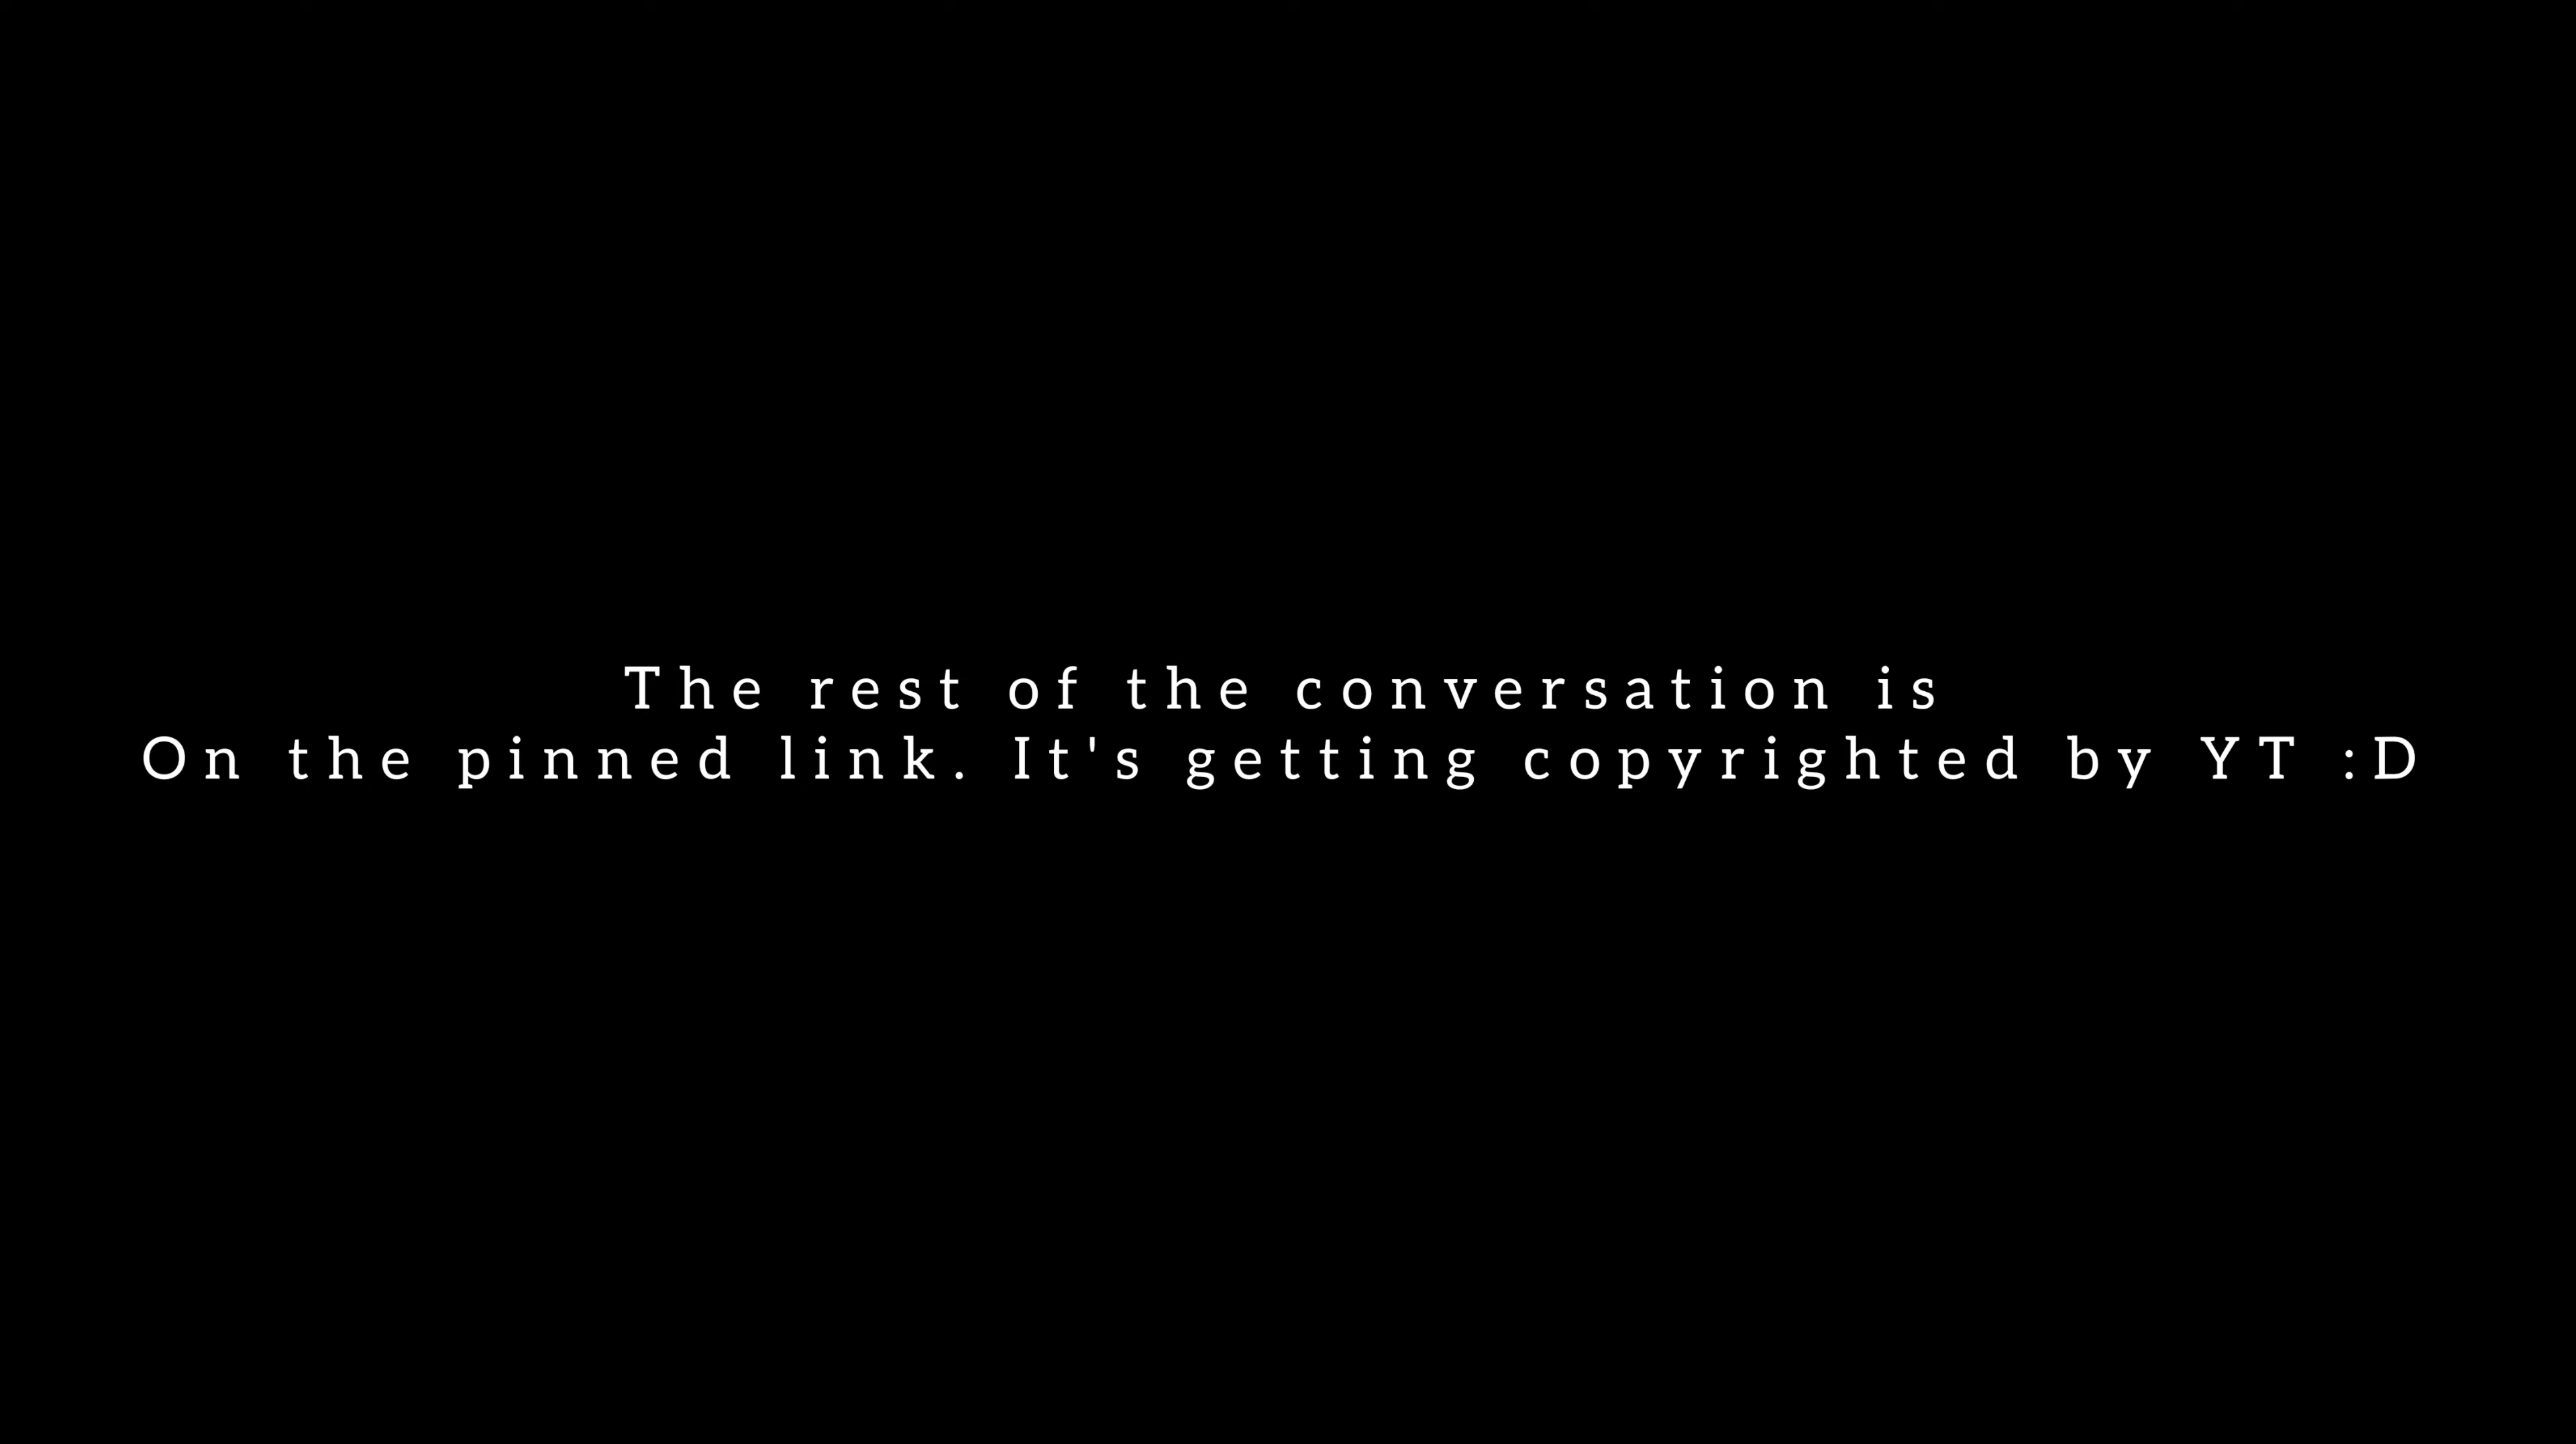 The rest of the conversation is
On the pinned link. It's getting copyrighted by YT :D